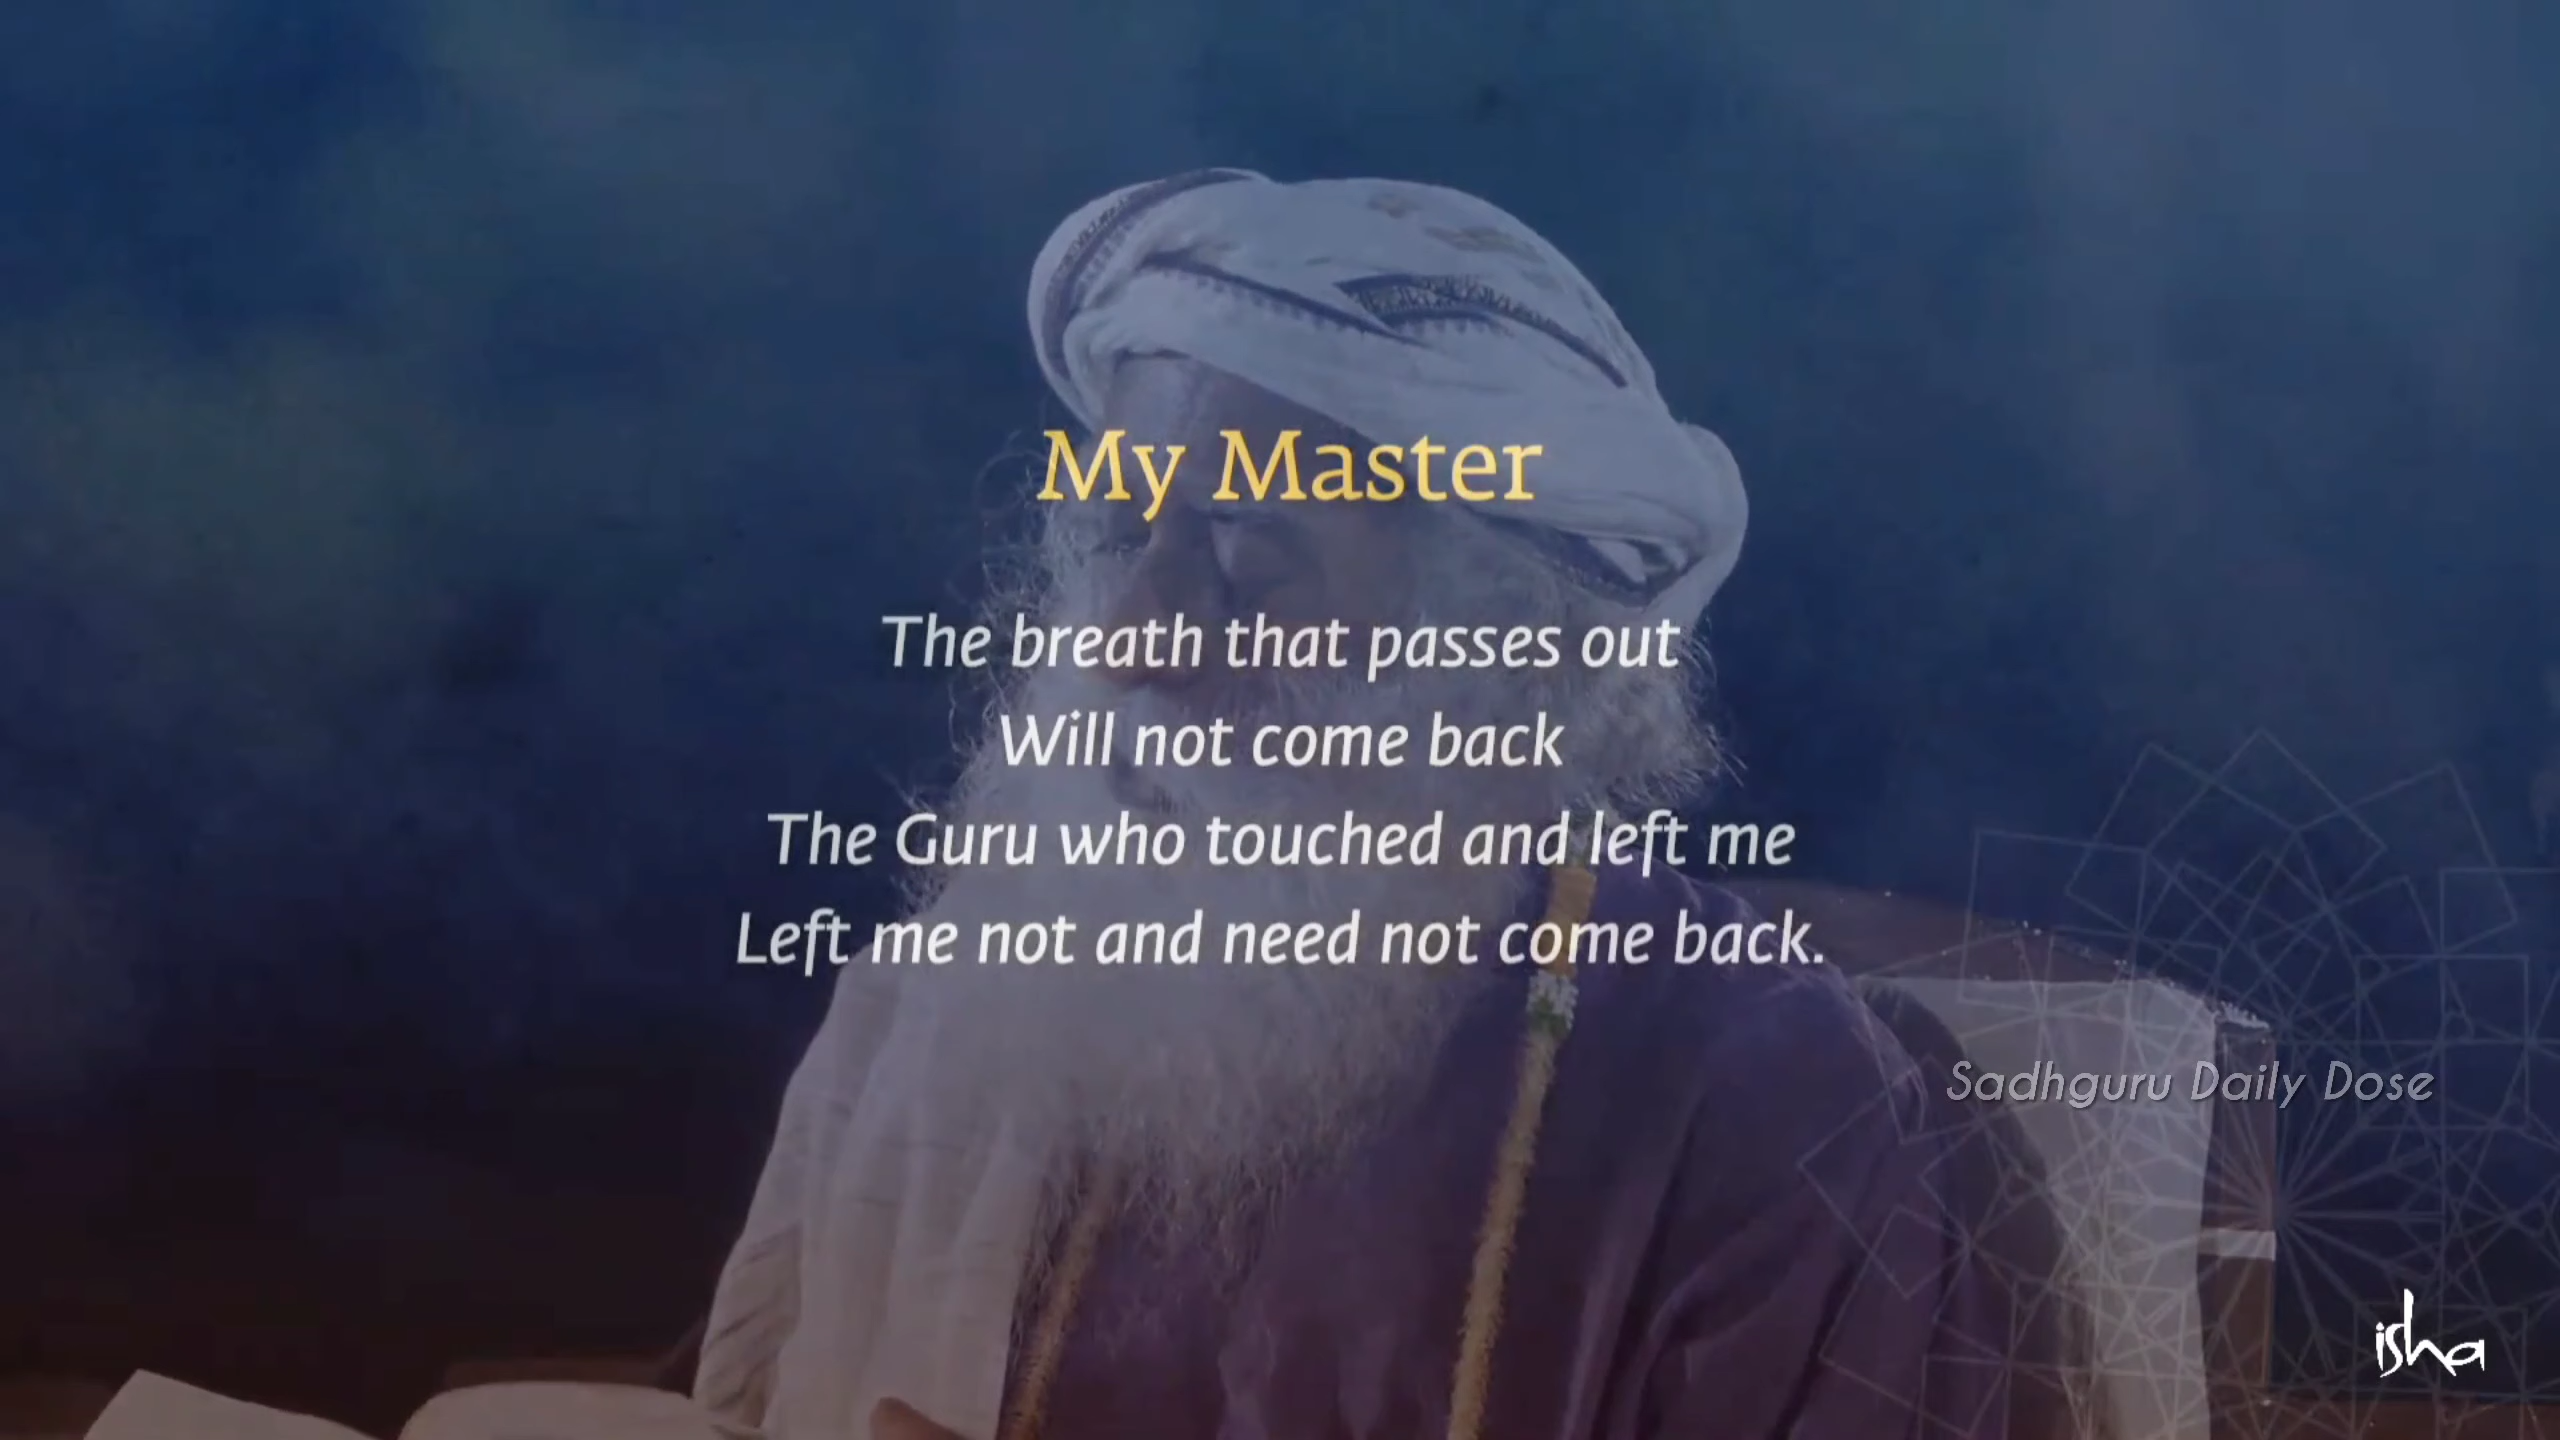 My Master
The breath that passes out
Will not come back
The Guru who touched and left me
Left me not and need not come back.
Sadhguru Daily Dose
isha